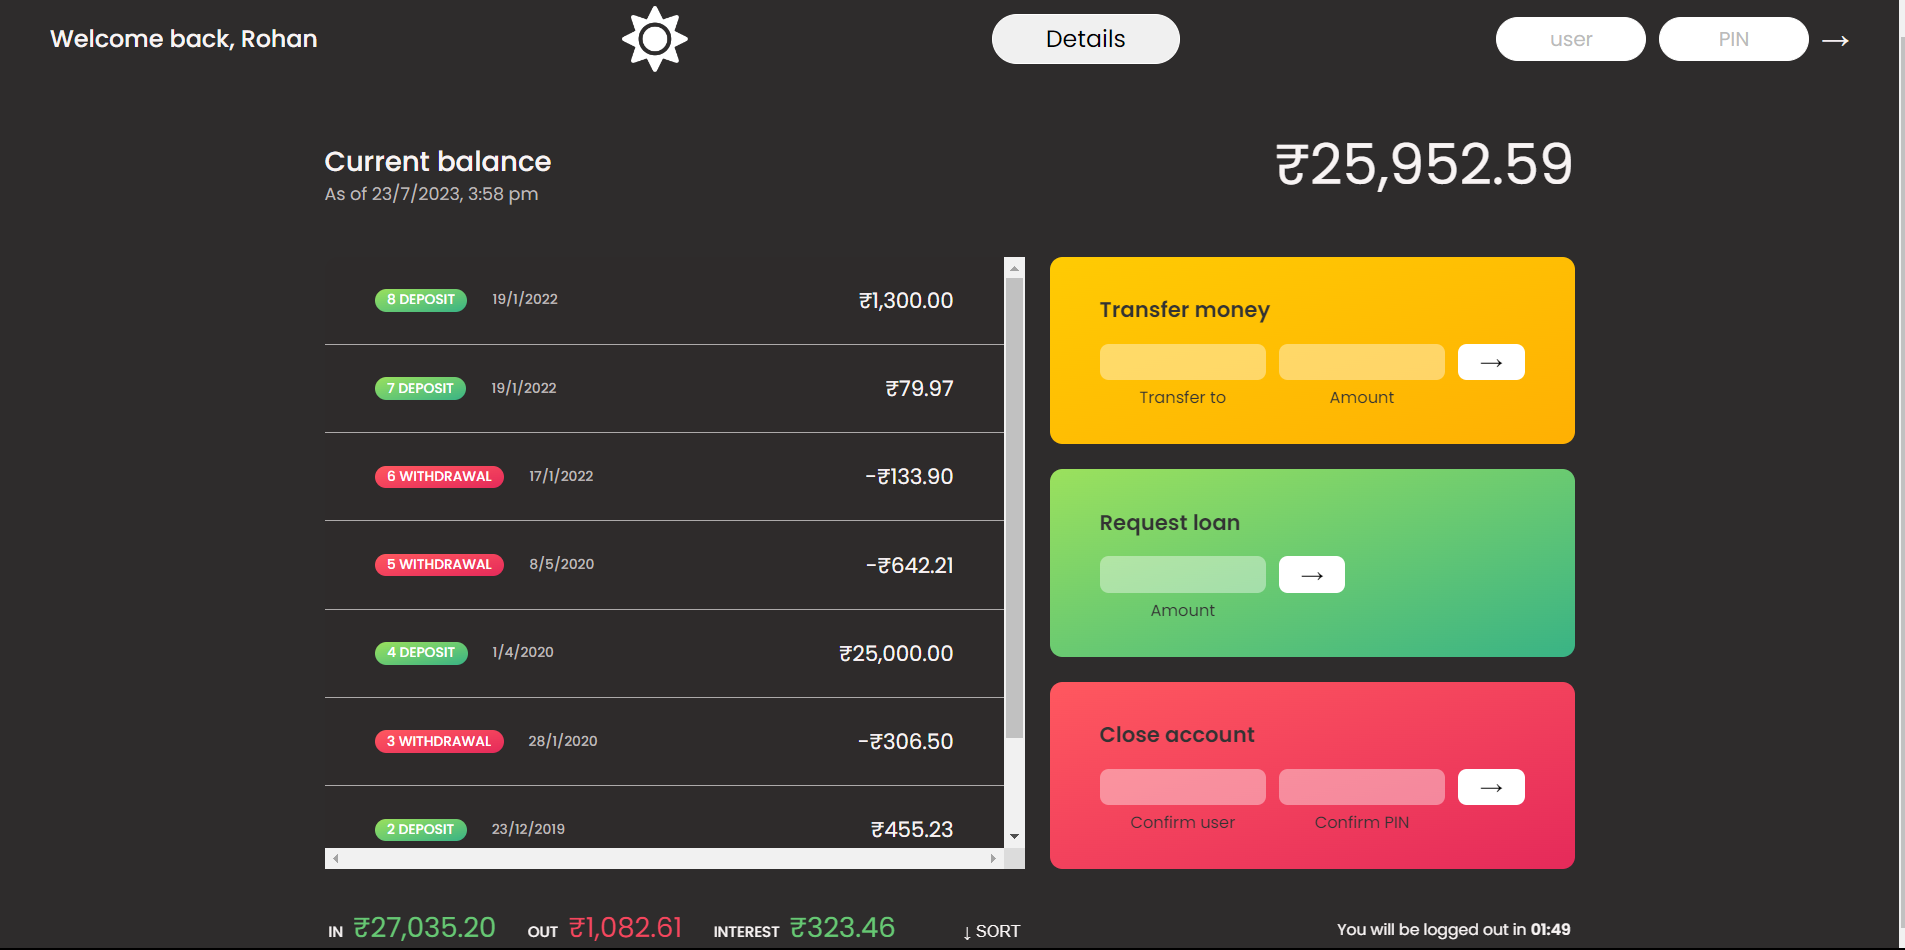 Welcome back, Rohan
Details
user
PIN
→
Current balance
As of 23/7/2023, 3:58 pm
₹25,952.59
8 DEPOSIT 19/1/2022 ₹1,300.00
7 DEPOSIT 19/1/2022 ₹79.97
6 WITHDRAWAL 17/1/2022 -₹133.90
5 WITHDRAWAL 8/5/2020 -₹642.21
4 DEPOSIT 1/4/2020 ₹25,000.00
3 WITHDRAWAL 28/1/2020 -₹306.50
2 DEPOSIT 23/12/2019 ₹455.23
Transfer money
→
Transfer to Amount
Request loan
→
Amount
Close account
→
Confirm user Confirm PIN
IN ₹27,035.20 OUT ₹1,082.61 INTEREST ₹323.46 ↓ SORT
You will be logged out in 01:49